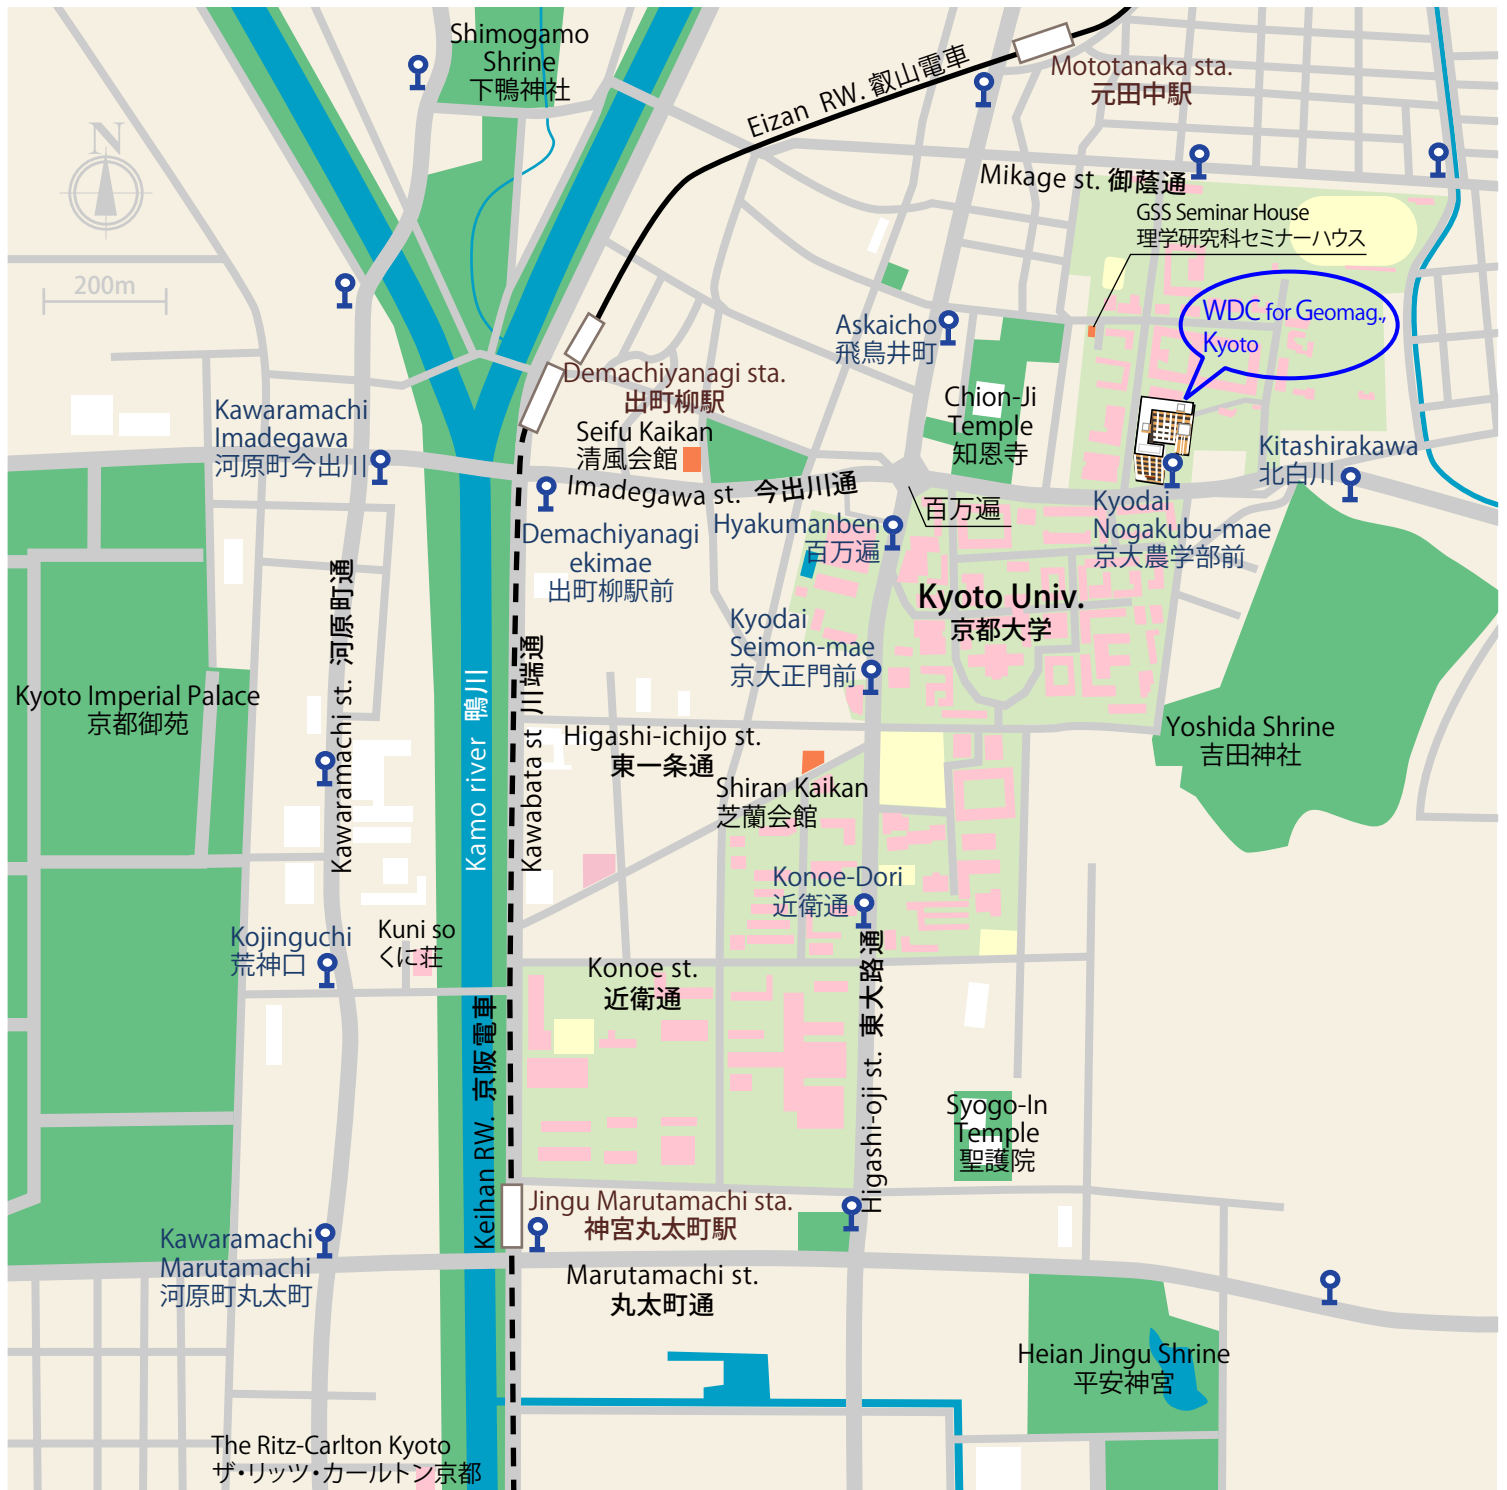 Shimogamo
Shrine
下鴨神社
Eizan RW. 叡山電車
Mototanaka sta.
元田中駅
N
200m
Mikage st. 御蔭通
GSS Seminar House
理学研究科セミナーハウス
WDC for Geomag.,
Kyoto
Askaicho
飛鳥井町
Demachiyanagi sta.
出町柳駅
Chion-Ji
Temple
知恩寺
Kawaramachi
Imadegawa
河原町今出川
Seifu Kaikan
清風会館
Kitashirakawa
北白川
Imadegawa st. 今出川通
百万遍
Kyodai
Nogakubu-mae
京大農学部前
Demachiyanagi
ekimae
出町柳駅前
Hyakumanben
百万遍
Kyoto Univ.
京都大学
Kyodai
Seimon-mae
京大正門前
Kyoto Imperial Palace
京都御苑
Kawaramachi st. 河原町通
Kamo river 鴨川
Kawabata st 川端通
Higashi-ichijo st.
東一条通
Yoshida Shrine
吉田神社
Shiran Kaikan
芝蘭会館
Konoe-Dori
近衛通
Kojinguchi
荒神口
Kuni so
くに荘
Konoe st.
近衛通
Higashi-oji st. 東大路通
Keihan RW. 京阪電車
Syogo-In
Temple
聖護院
Jingu Marutamachi sta.
神宮丸太町駅
Kawaramachi
Marutamachi
河原町丸太町
Marutamachi st.
丸太町通
Heian Jingu Shrine
平安神宮
The Ritz-Carlton Kyoto
ザ・リッツ・カールトン京都